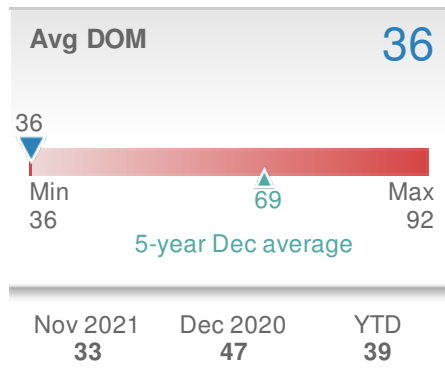 Avg DOM 36
36
Min Max
36 69 92
5-year Dec average
Nov 2021 Dec 2020 YTD
33 47 39